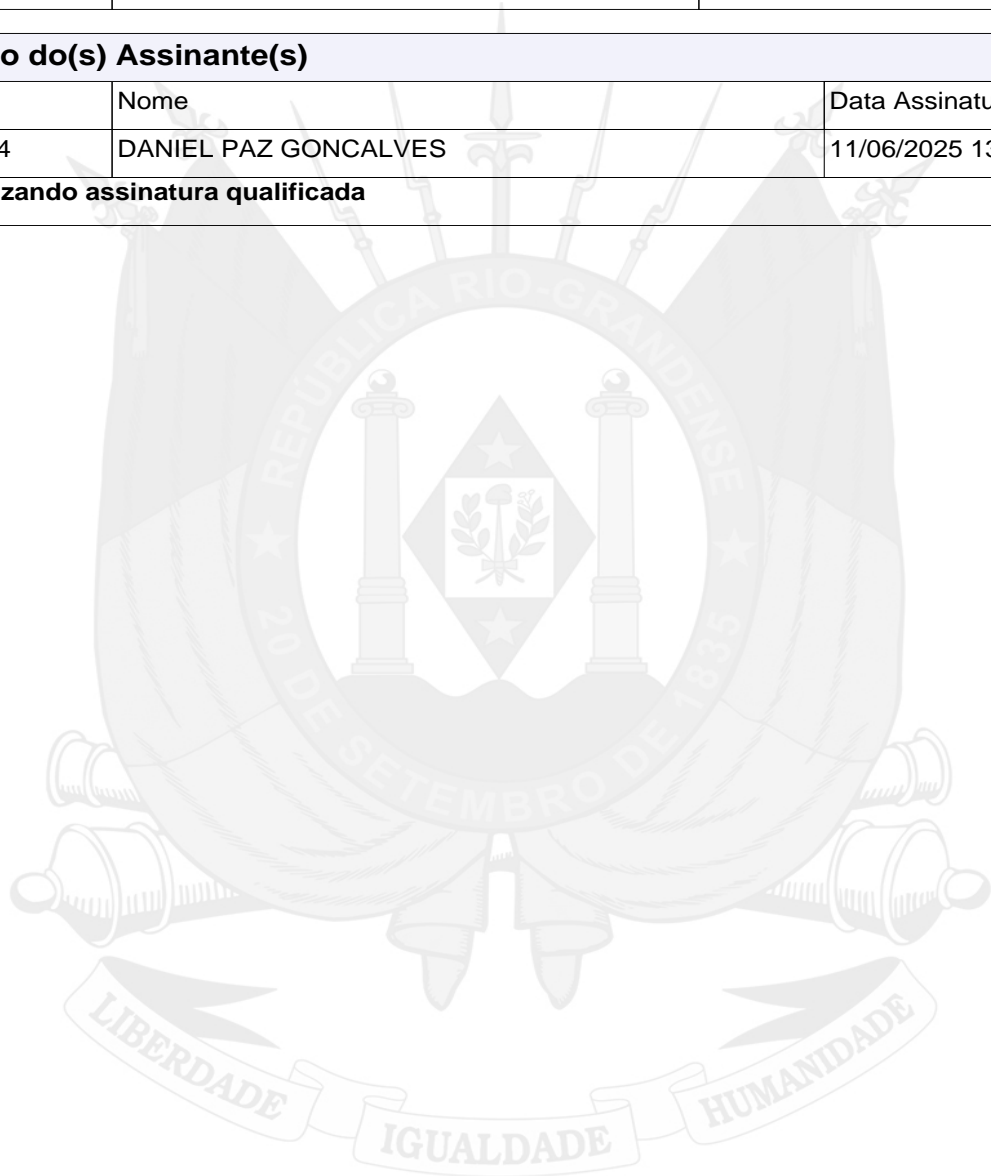 o do(s) Assinante(s)
Nome Data Assinatu
4 DANIEL PAZ GONCALVES 11/06/2025 13
zando assinatura qualificada
REPÚBLICA RIO-GRANDENSE
20 DE SETEMBRO DE 1835
LIBERDADE IGUALDADE HUMANIDADE